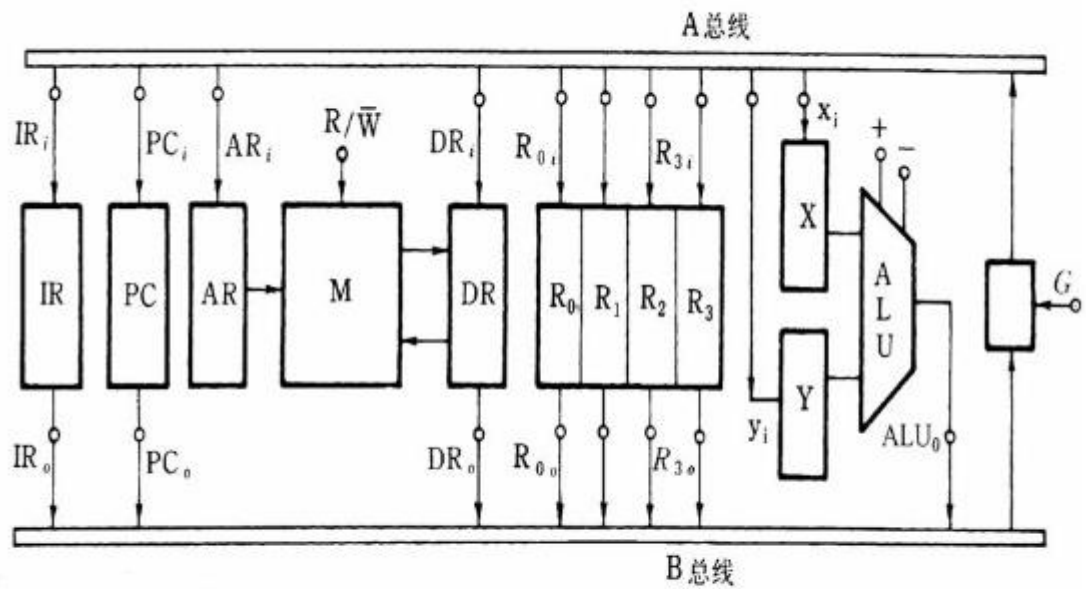 A总线
IRᵢ
PCᵢ
ARᵢ
R/W̅
DRᵢ
R₀ᵢ
R₃ᵢ
xᵢ
+
−
IR
PC
AR
M
DR
R₀
R₁
R₂
R₃
X
Y
ALU
G
yᵢ
IRₒ
PCₒ
DRₒ
R₀ₒ
R₃ₒ
ALU₀
B总线